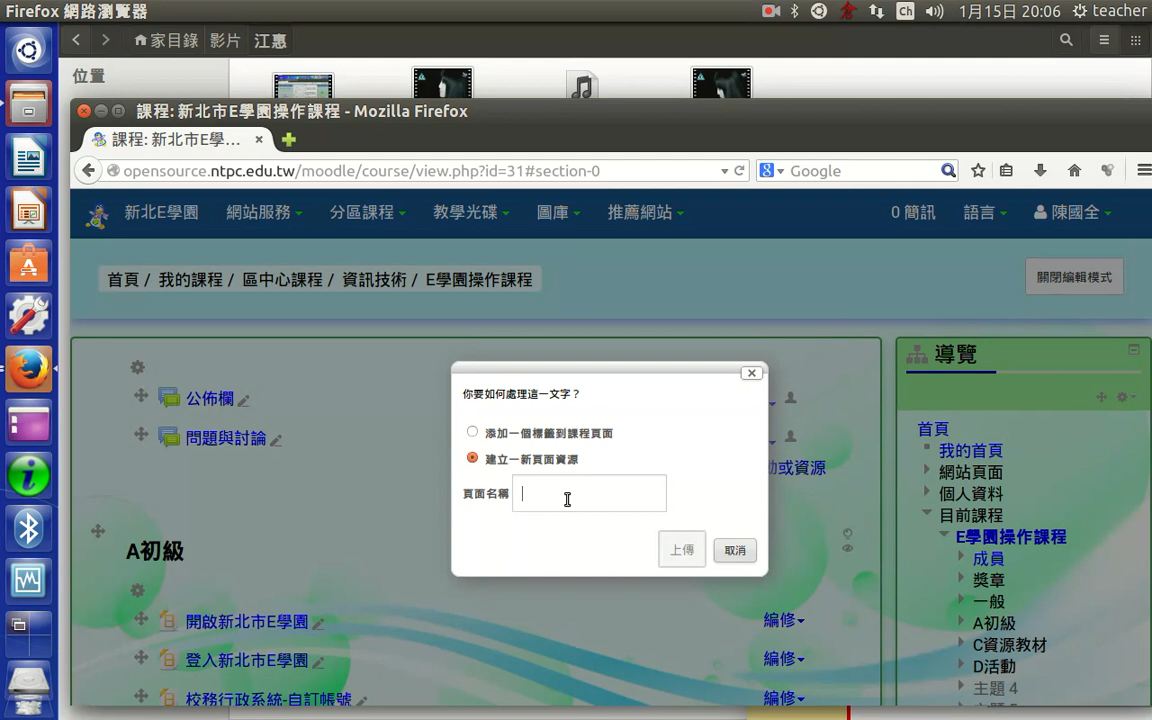 Firefox 網路瀏覽器
Ch
1月15日 20:06
teacher
家目錄
影片
江惠
位置
課程: 新北市E學園操作課程 - Mozilla Firefox
課程: 新北市E學...
opensource.ntpc.edu.tw/moodle/course/view.php?id=31#section-0
Google
新北E學園
網站服務
分區課程
教學光碟
圖庫
推薦網站
0 簡訊
語言
陳國全
首頁 / 我的課程 / 區中心課程 / 資訊技術 / E學園操作課程
關閉編輯模式
公佈欄
問題與討論
動或資源
你要如何處理這一文字？
添加一個標籤到課程頁面
建立一新頁面資源
頁面名稱
上傳
取消
A初級
開啟新北市E學園
編修
登入新北市E學園
編修
校務行政系統-自訂帳號
編修
導覽
首頁
我的首頁
網站頁面
個人資料
目前課程
E學園操作課程
成員
獎章
一般
A初級
C資源教材
D活動
主題 4